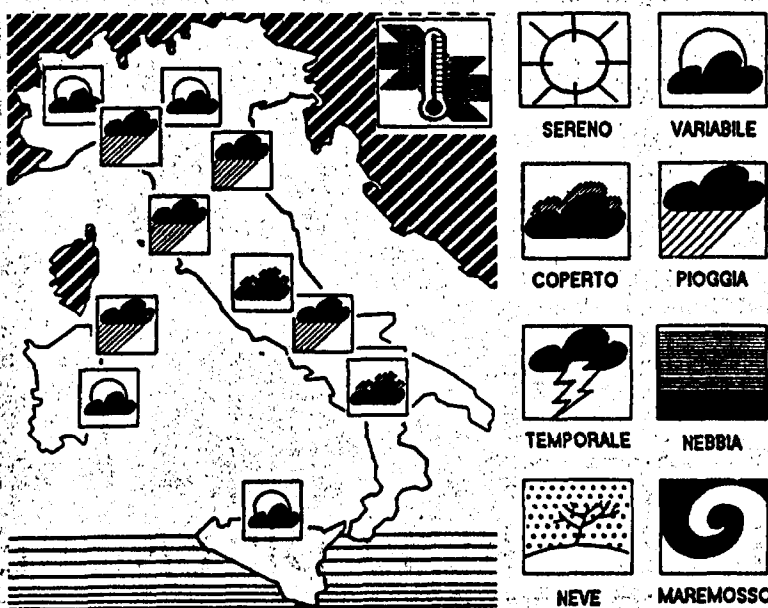 SERENO VARIABILE
COPERTO PIOGGIA
TEMPORALE NEBBIA
NEVE MAREMOSSO